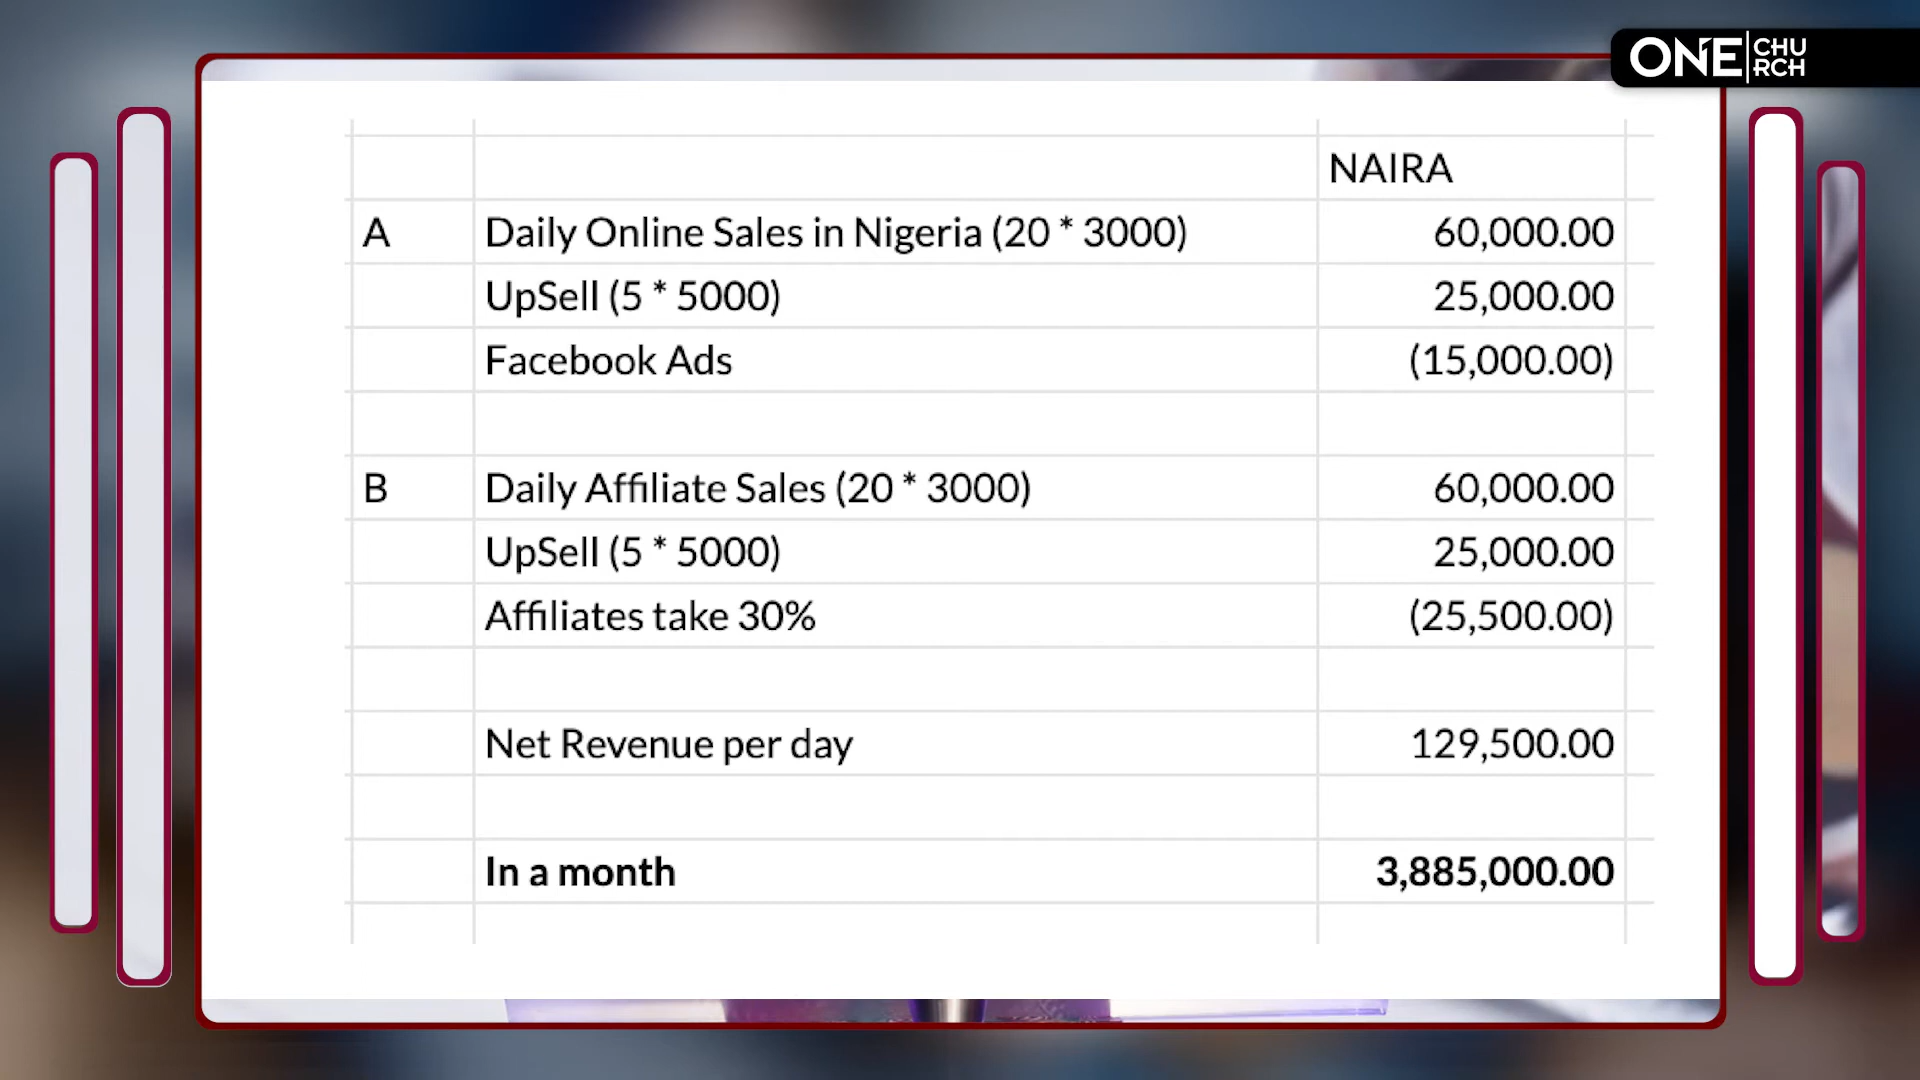 ONE CHU
RCH
NAIRA
A Daily Online Sales in Nigeria (20 * 3000) 60,000.00
UpSell (5 * 5000) 25,000.00
Facebook Ads (15,000.00)
B Daily Affiliate Sales (20 * 3000) 60,000.00
UpSell (5 * 5000) 25,000.00
Affiliates take 30% (25,500.00)
Net Revenue per day 129,500.00
In a month 3,885,000.00